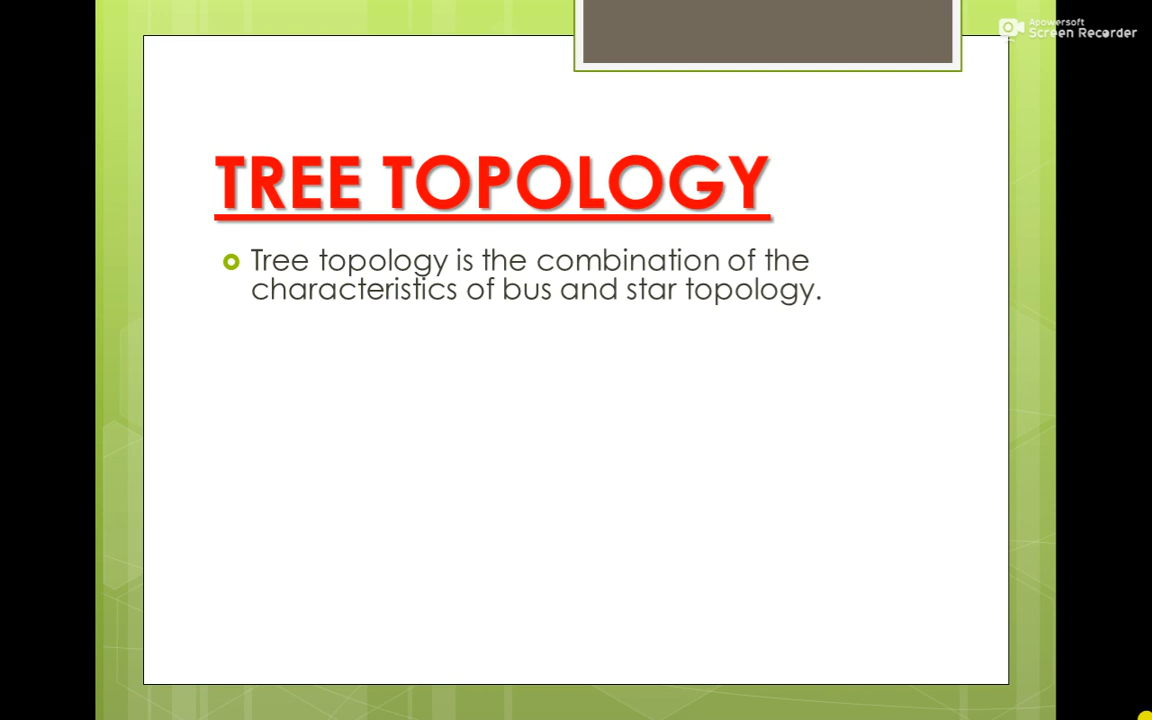 Apowersoft
Screen Recorder
TREE TOPOLOGY
Tree topology is the combination of the
characteristics of bus and star topology.